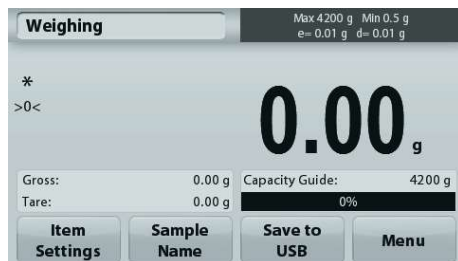 Weighing
Max 4200 g Min 0.5 g
e= 0.01 g d= 0.01 g
*
>0<
0.00 g
Gross: 0.00 g
Tare: 0.00 g
Capacity Guide: 4200 g
0%
Item
Settings
Sample
Name
Save to
USB
Menu